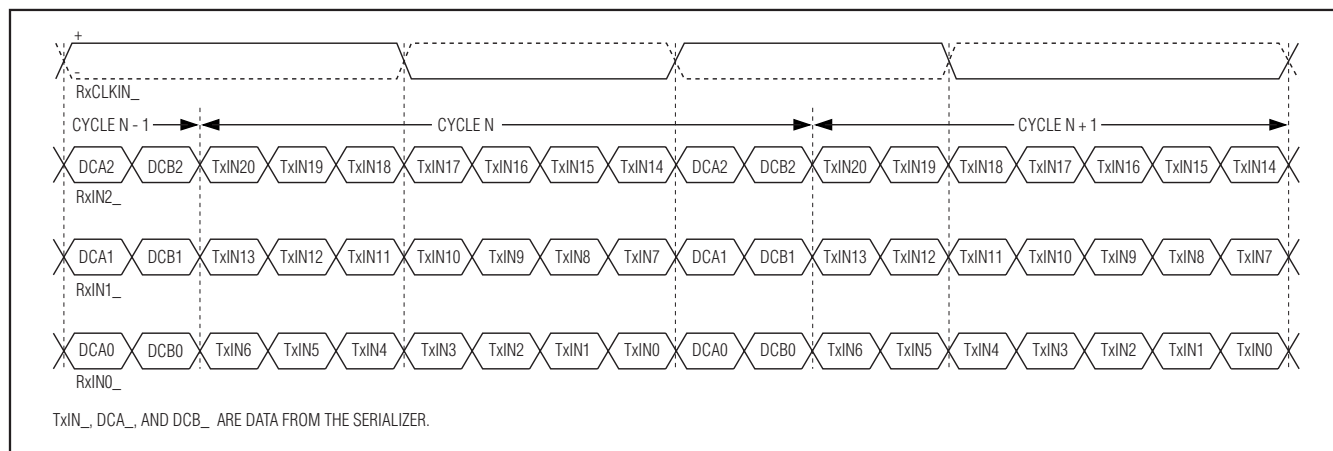 +
–
RxCLKIN_
CYCLE N - 1 CYCLE N CYCLE N + 1
DCA2 DCB2 TxIN20 TxIN19 TxIN18 TxIN17 TxIN16 TxIN15 TxIN14 DCA2 DCB2 TxIN20 TxIN19 TxIN18 TxIN17 TxIN16 TxIN15 TxIN14
RxIN2_
DCA1 DCB1 TxIN13 TxIN12 TxIN11 TxIN10 TxIN9 TxIN8 TxIN7 DCA1 DCB1 TxIN13 TxIN12 TxIN11 TxIN10 TxIN9 TxIN8 TxIN7
RxIN1_
DCA0 DCB0 TxIN6 TxIN5 TxIN4 TxIN3 TxIN2 TxIN1 TxIN0 DCA0 DCB0 TxIN6 TxIN5 TxIN4 TxIN3 TxIN2 TxIN1 TxIN0
RxIN0_
TxIN_, DCA_, AND DCB_ ARE DATA FROM THE SERIALIZER.